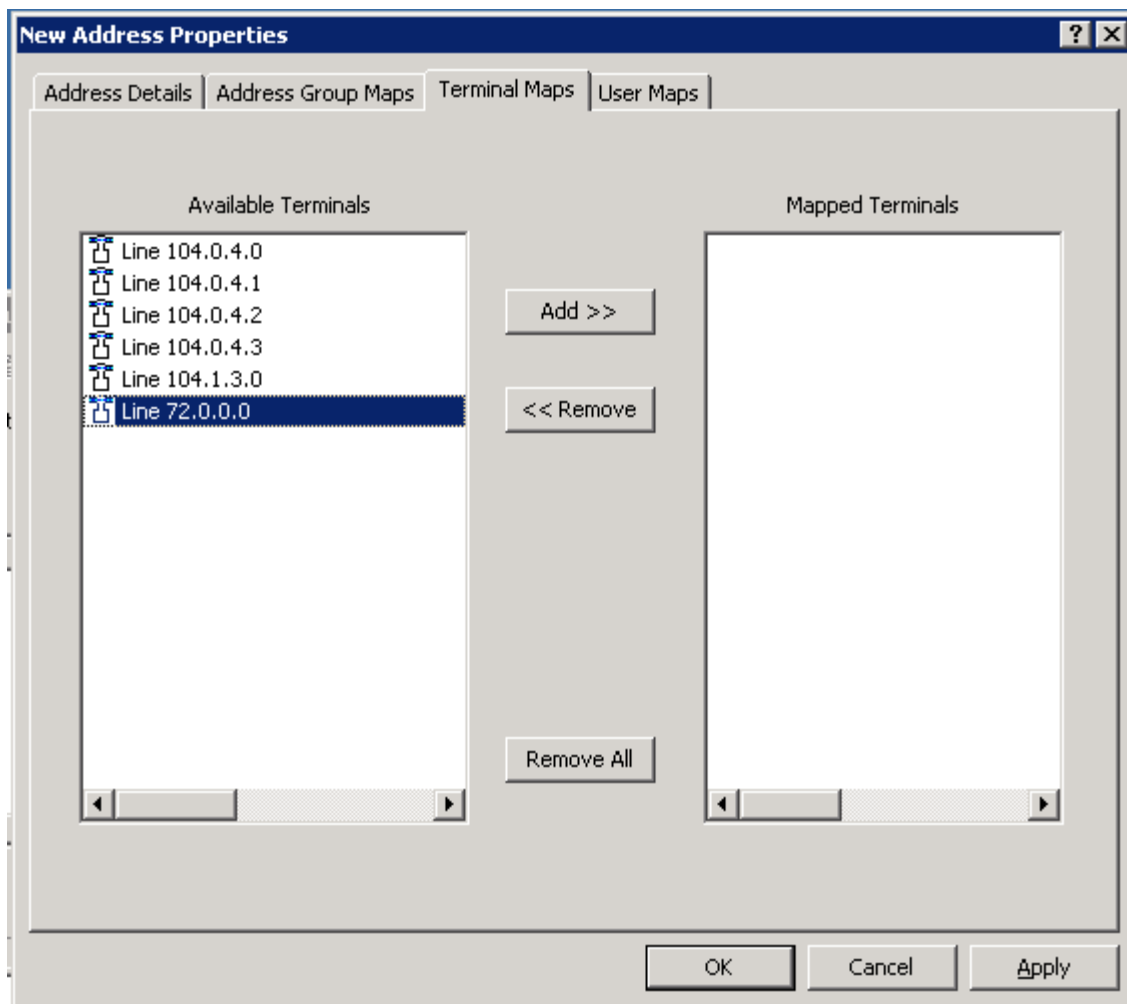 New Address Properties
Address Details Address Group Maps Terminal Maps User Maps
Available Terminals Mapped Terminals
Line 104.0.4.0
Line 104.0.4.1
Line 104.0.4.2
Line 104.0.4.3
Line 104.1.3.0
Line 72.0.0.0
Add >>
<< Remove
Remove All
OK Cancel Apply